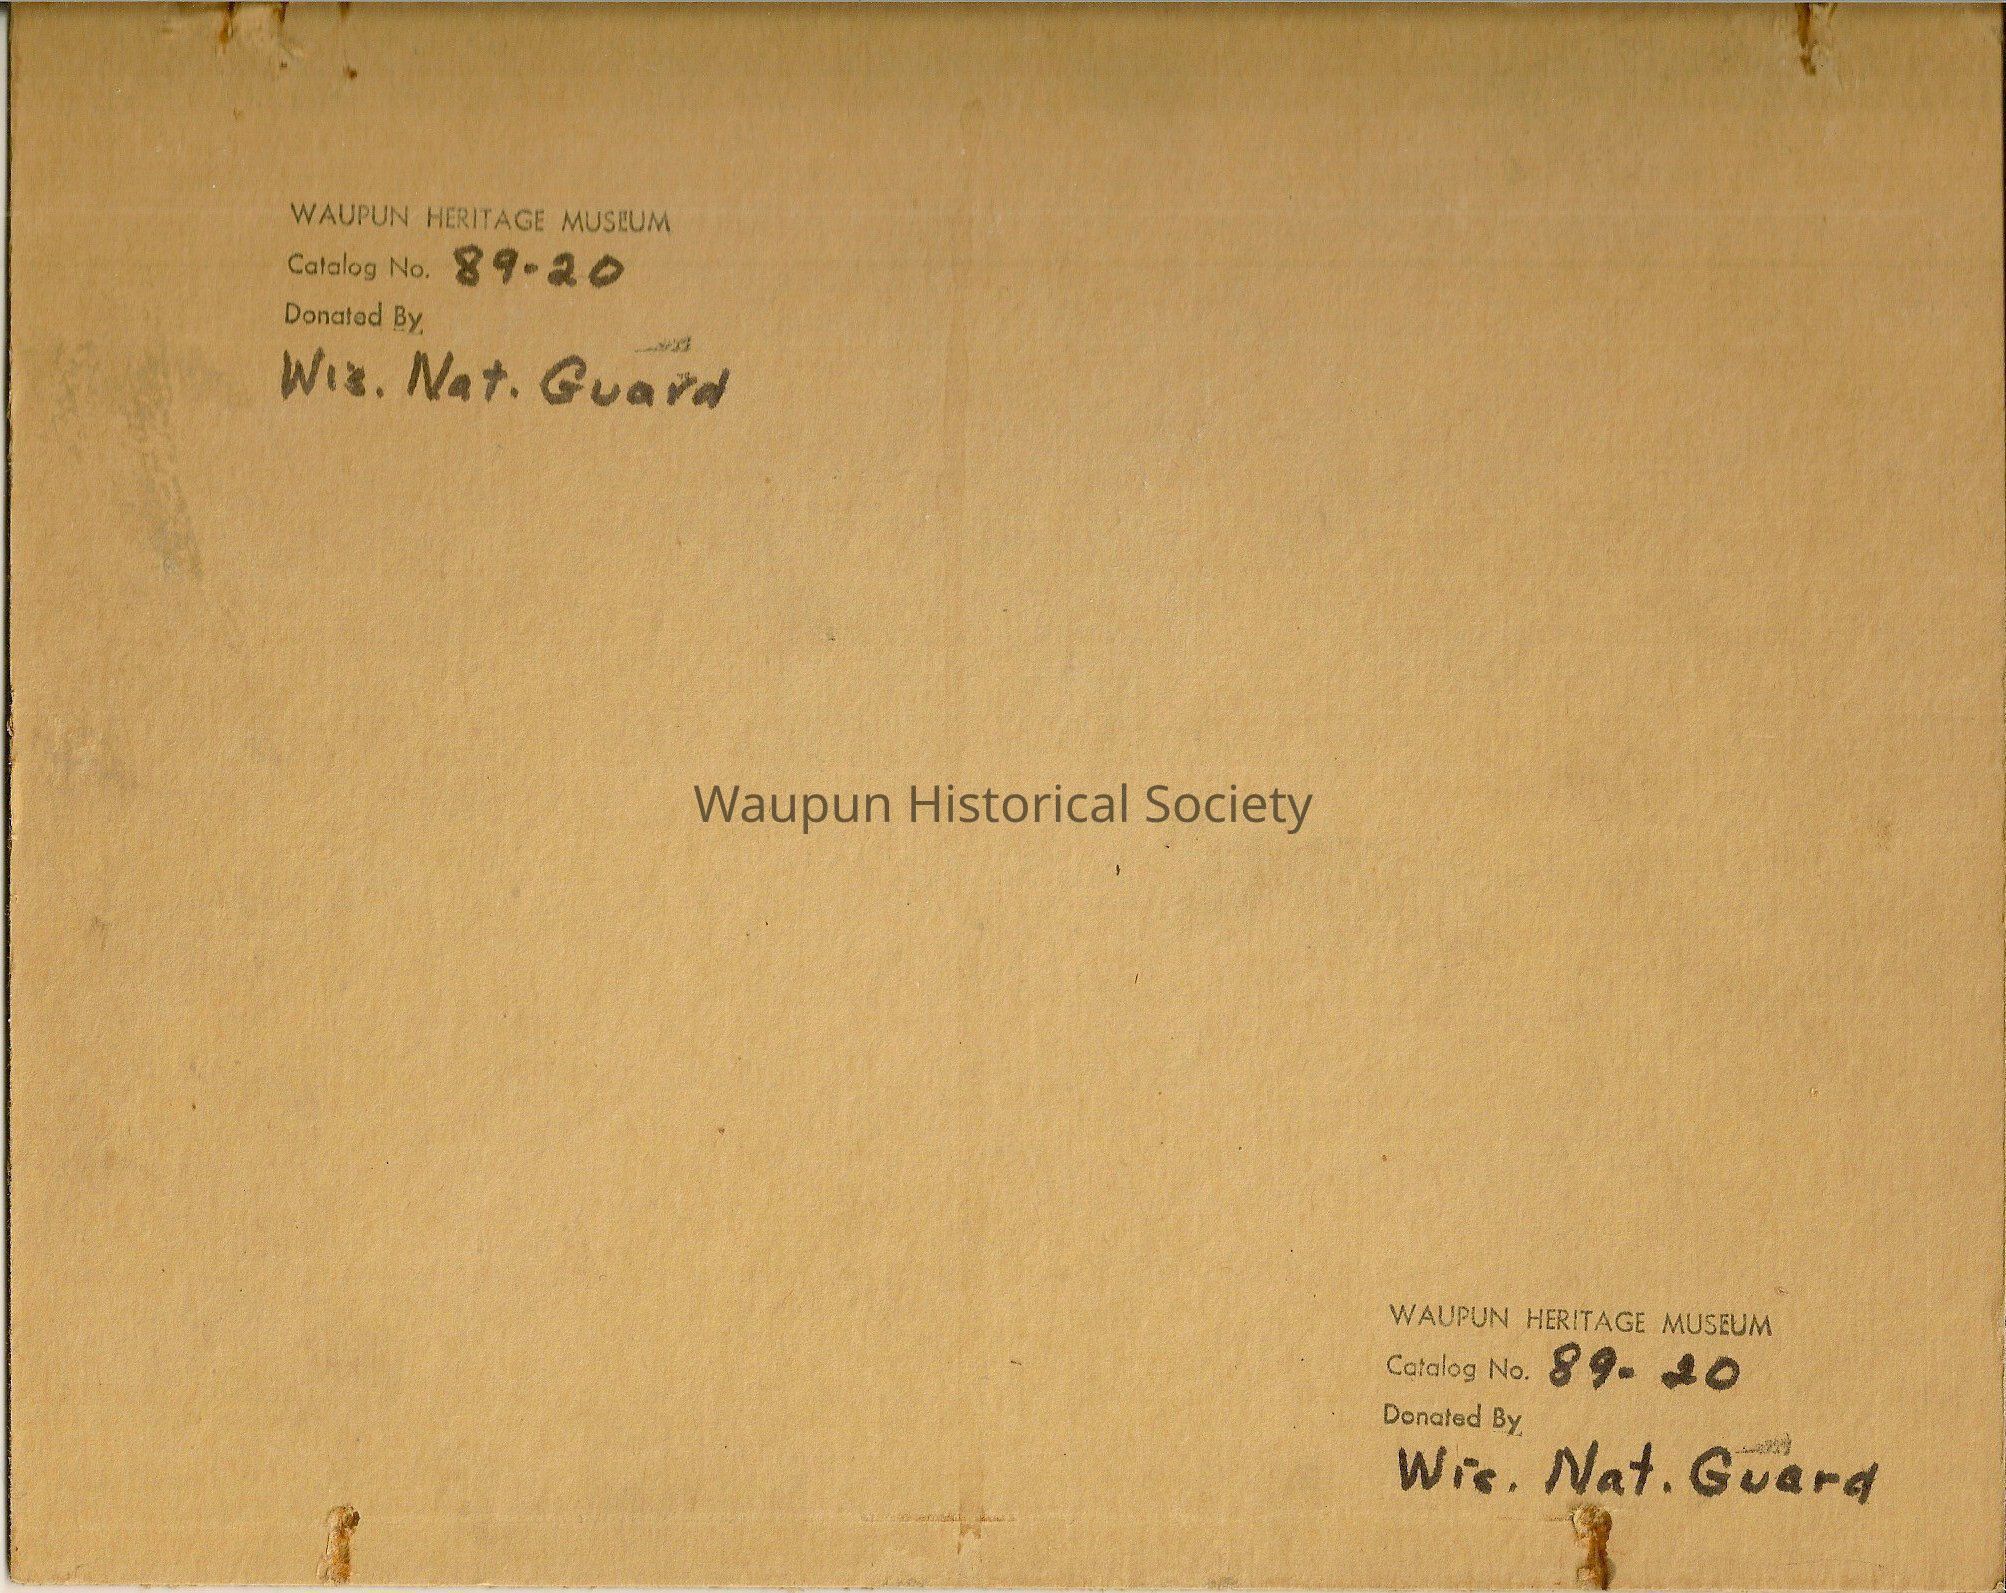 WAUPUN HERITAGE MUSEUM
Catalog No. 89-20
Donated By
Wis. Nat. Guard
Waupun Historical Society
WAUPUN HERITAGE MUSEUM
Catalog No. 89-20
Donated By
Wis. Nat. Guard